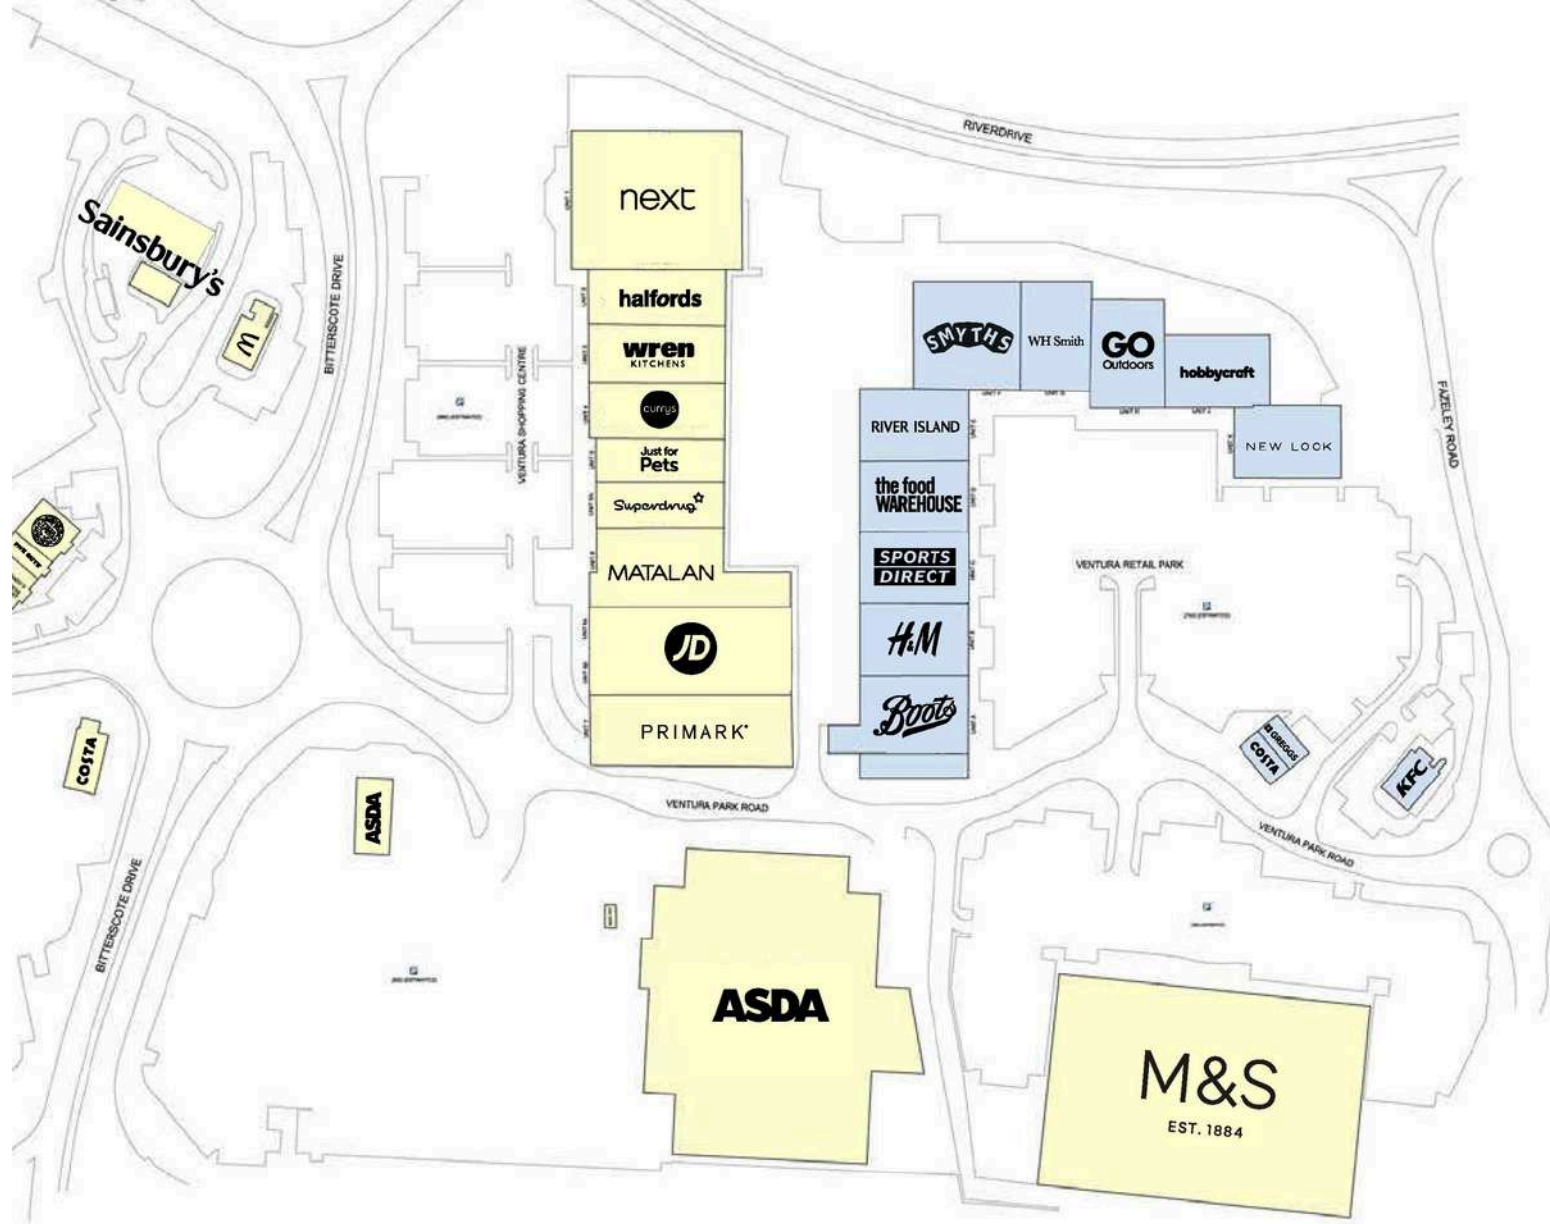 RIVERDRIVE
next
Sainsbury's
BITTERSCOTE DRIVE
halfords
wren
KITCHENS
currys
Just for
Pets
Superdrug
MATALAN
JD
PRIMARK
VENTURA SHOPPING CENTRE
SMYTHS
WH Smith
GO
Outdoors
hobbycraft
NEW LOOK
RIVER ISLAND
the food
WAREHOUSE
SPORTS
DIRECT
H&M
Boots
FAZELEY ROAD
VENTURA RETAIL PARK
GREGGS
COSTA
KFC
COSTA
ASDA
VENTURA PARK ROAD
VENTURA PARK ROAD
BITTERSCOTE DRIVE
ASDA
M&S
EST. 1884